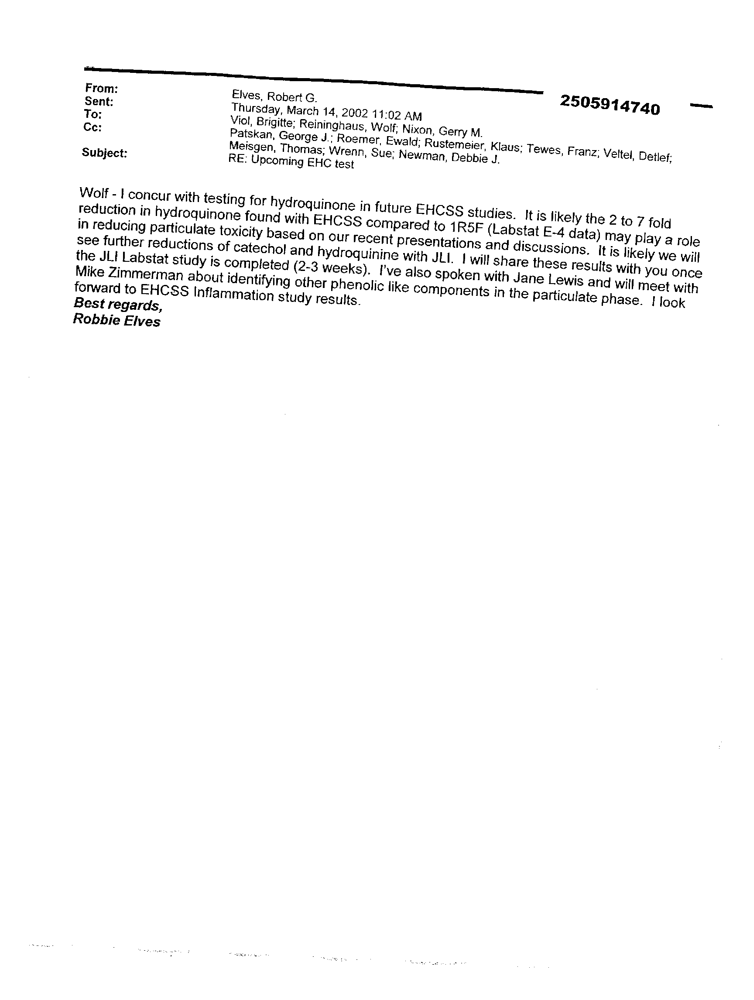 2505914740
From: Elves, Robert G.
Sent: Thursday, March 14, 2002 11:02 AM
To: Viol, Brigitte; Reininghaus, Wolf; Nixon, Gerry M.
Cc: Patskan, George J.; Roemer, Ewald; Rustemeier, Klaus; Tewes, Franz; Veltel, Detlef;
Meisgen, Thomas; Wrenn, Sue; Newman, Debbie J.
Subject: RE: Upcoming EHC test
Wolf - I concur with testing for hydroquinone in future EHCSS studies. It is likely the 2 to 7 fold
reduction in hydroquinone found with EHCSS compared to 1R5F (Labstat E-4 data) may play a role
in reducing particulate toxicity based on our recent presentations and discussions. It is likely we will
see further reductions of catechol and hydroquinine with JLI. I will share these results with you once
the JLI Labstat study is completed (2-3 weeks). I've also spoken with Jane Lewis and will meet with
Mike Zimmerman about identifying other phenolic like components in the particulate phase. I look
forward to EHCSS Inflammation study results.
Best regards,
Robbie Elves